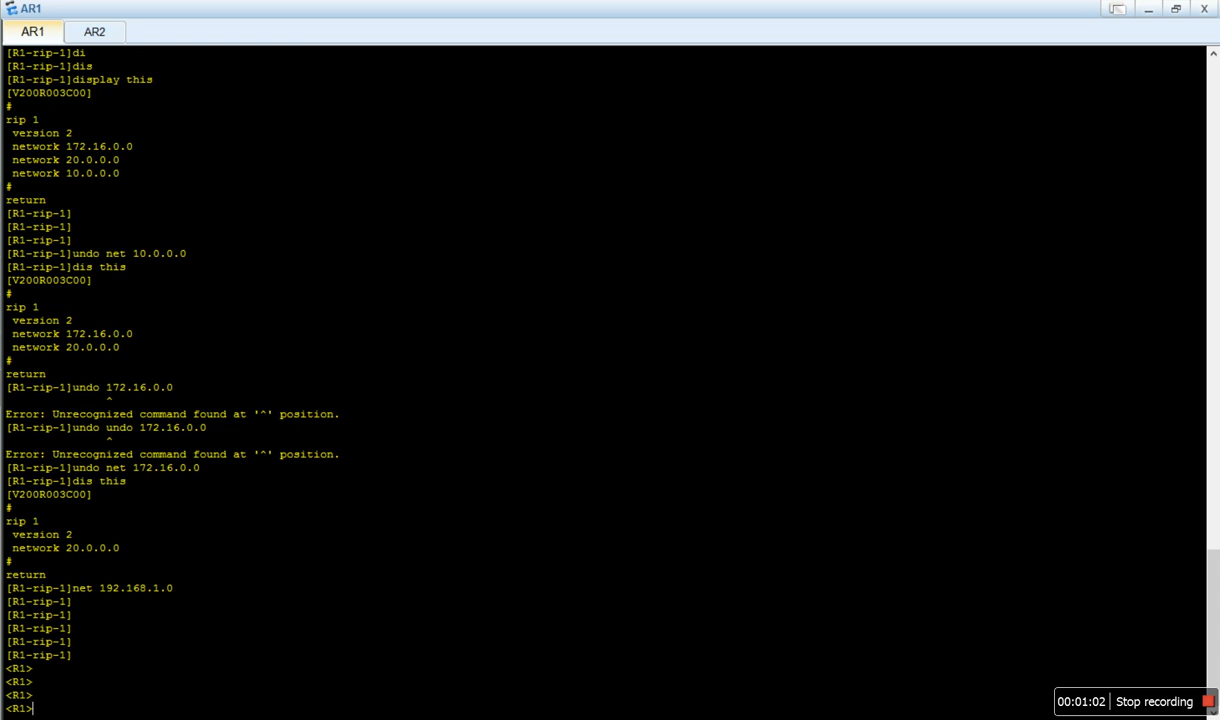 AR1
AR1 AR2
[R1-rip-1]di
[R1-rip-1]dis
[R1-rip-1]display this
[V200R003C00]
#
rip 1
version 2
network 172.16.0.0
network 20.0.0.0
network 10.0.0.0
#
return
[R1-rip-1]
[R1-rip-1]
[R1-rip-1]
[R1-rip-1]undo net 10.0.0.0
[R1-rip-1]dis this
[V200R003C00]
#
rip 1
version 2
network 172.16.0.0
network 20.0.0.0
#
return
[R1-rip-1]undo 172.16.0.0
^
Error: Unrecognized command found at '^' position.
[R1-rip-1]undo undo 172.16.0.0
^
Error: Unrecognized command found at '^' position.
[R1-rip-1]undo net 172.16.0.0
[R1-rip-1]dis this
[V200R003C00]
#
rip 1
version 2
network 20.0.0.0
#
return
[R1-rip-1]net 192.168.1.0
[R1-rip-1]
[R1-rip-1]
[R1-rip-1]
[R1-rip-1]
[R1-rip-1]
<R1>
<R1>
<R1>
<R1>
00:01:02 Stop recording